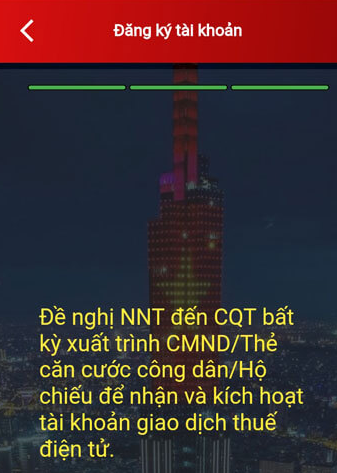 Đăng ký tài khoản
Đề nghị NNT đến CQT bất
kỳ xuất trình CMND/Thẻ
căn cước công dân/Hộ
chiếu để nhận và kích hoạt
tài khoản giao dịch thuế
điện tử.